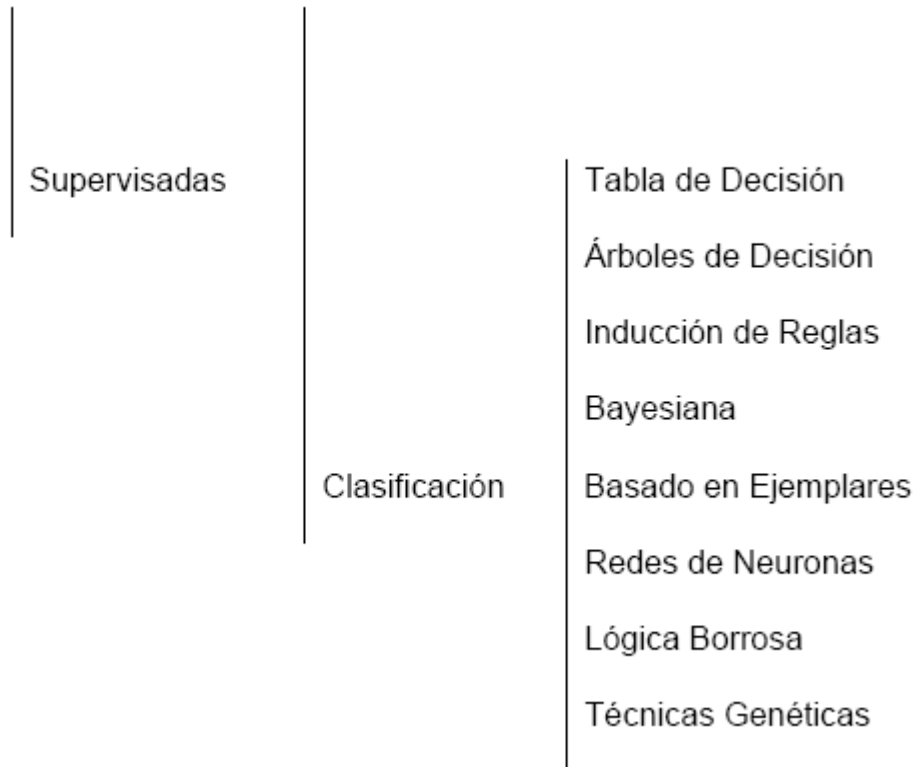 Supervisadas
Tabla de Decisión
Árboles de Decisión
Inducción de Reglas
Bayesiana
Clasificación
Basado en Ejemplares
Redes de Neuronas
Lógica Borrosa
Técnicas Genéticas